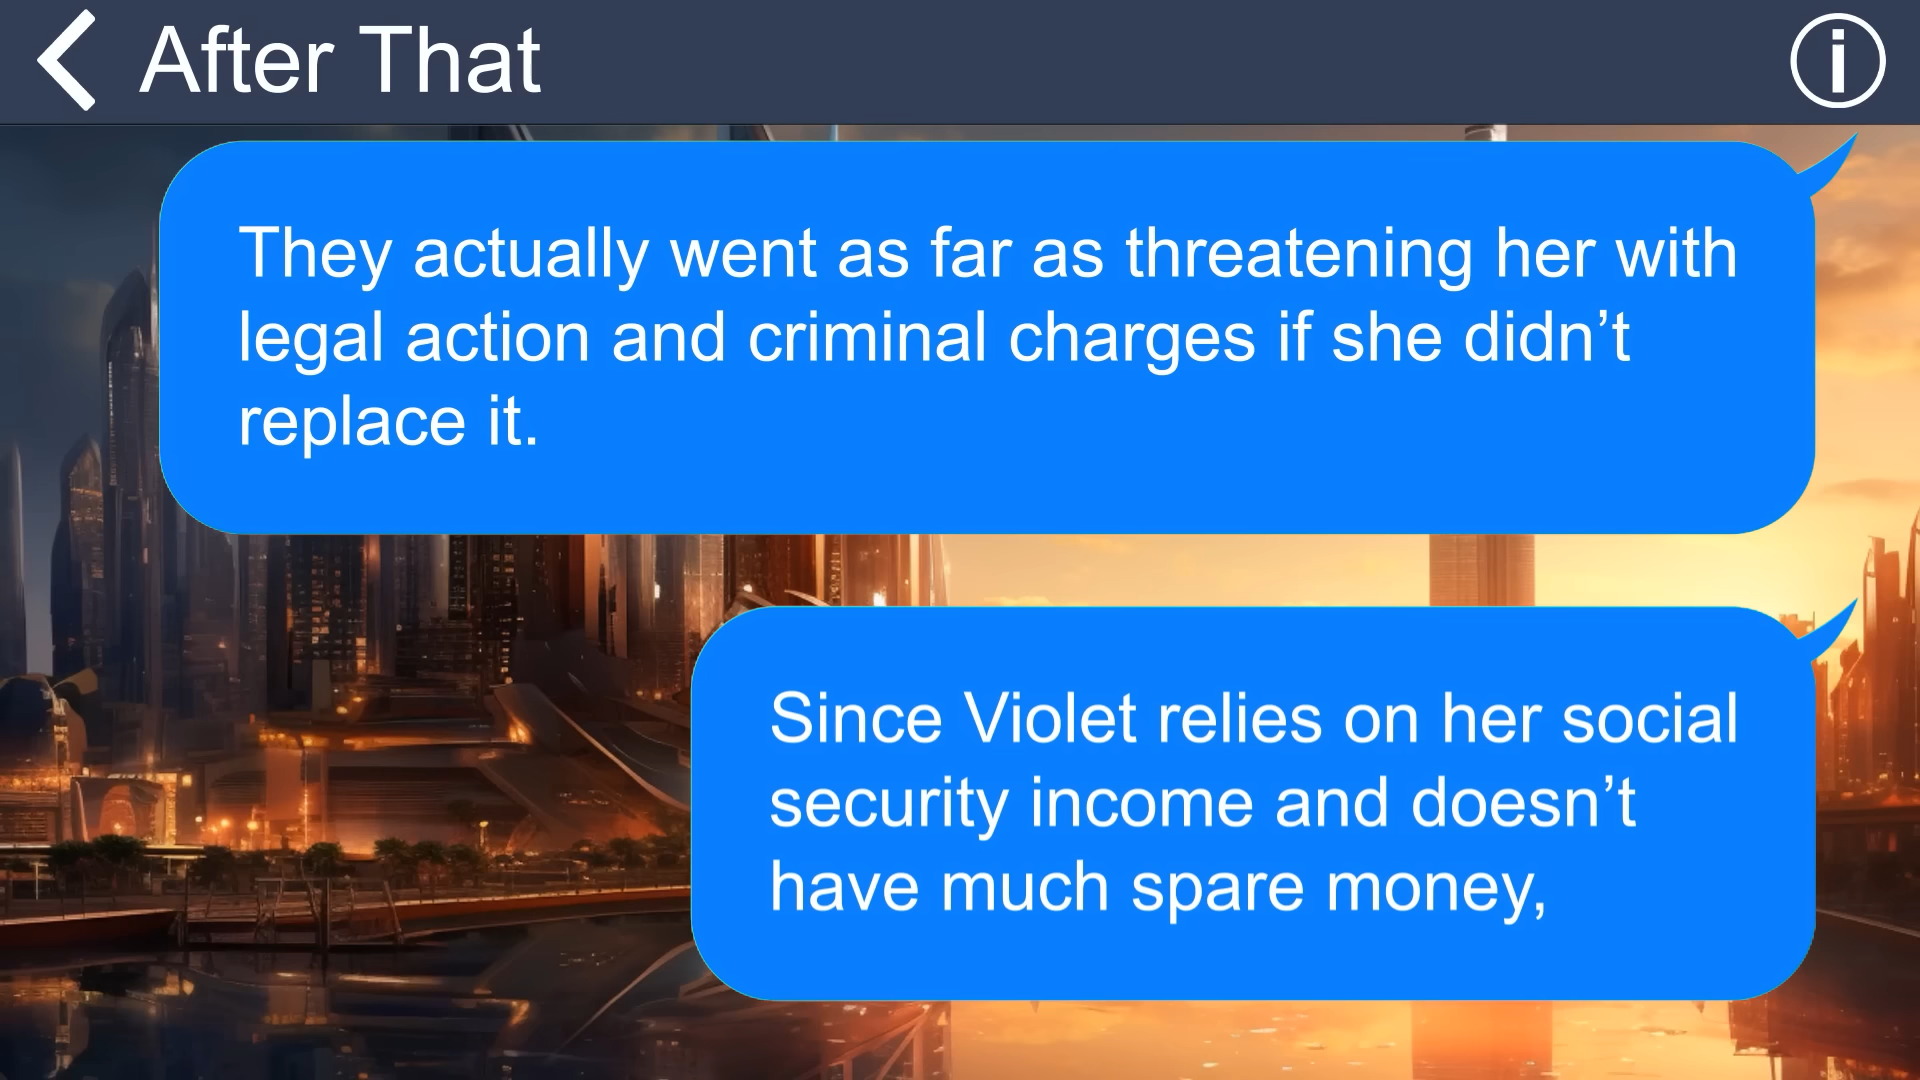 After That
They actually went as far as threatening her with
legal action and criminal charges if she didn’t
replace it.
Since Violet relies on her social
security income and doesn’t
have much spare money,